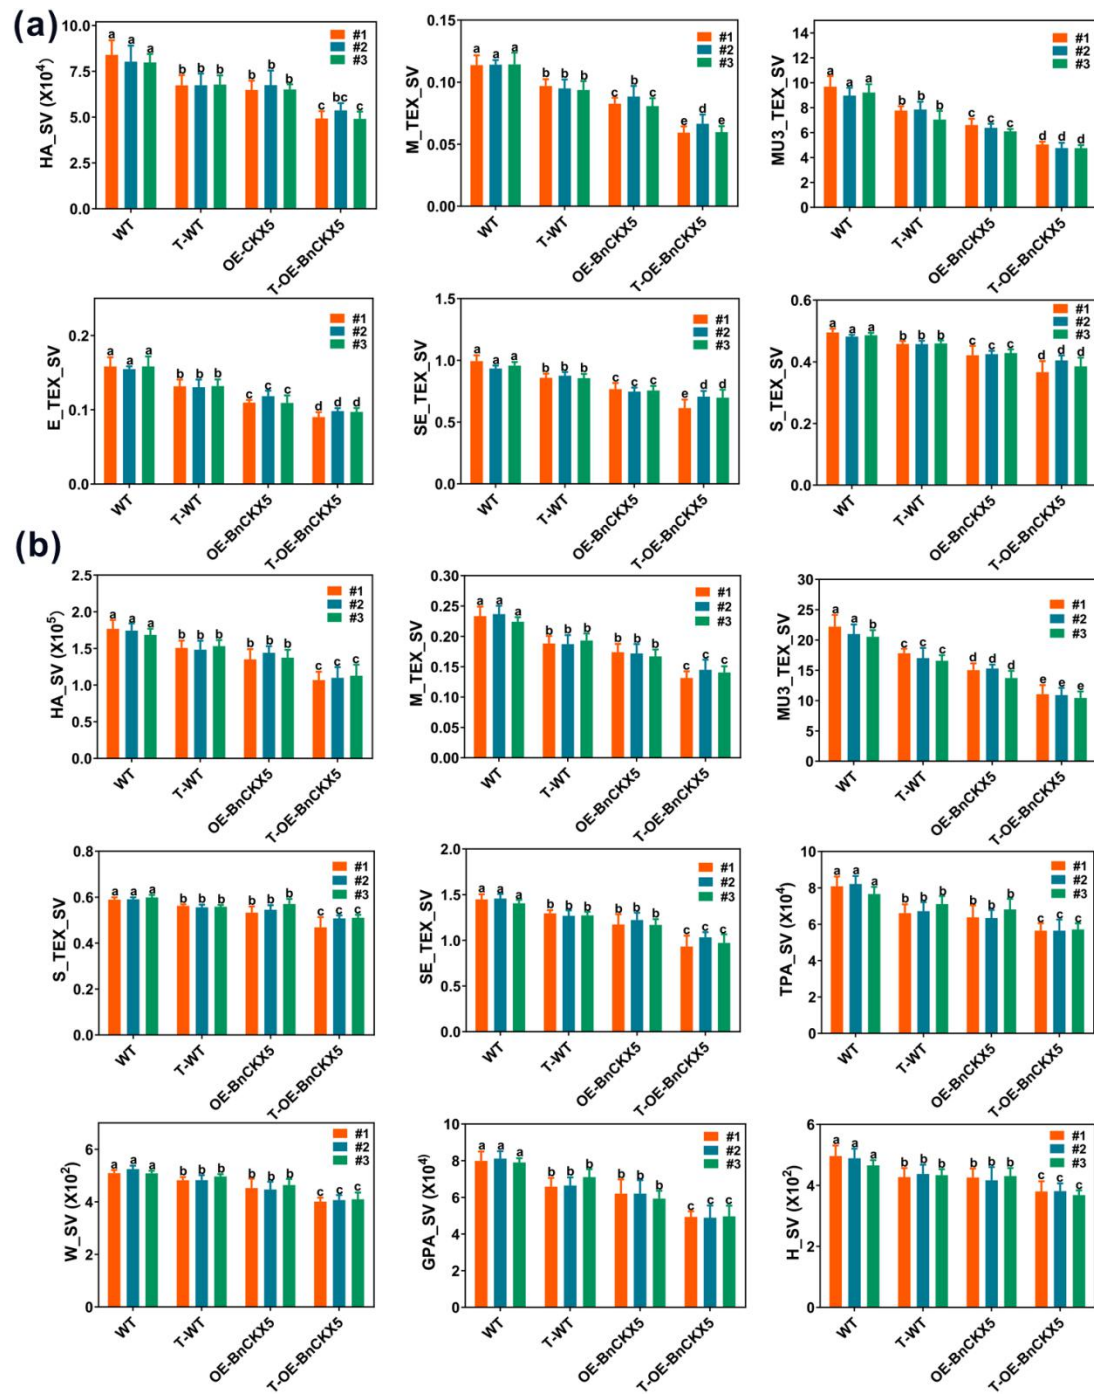 (a)
HA_SV (X10⁴)
10.0
7.5
5.0
2.5
0.0
a a a b b b b b b c bc c
#1
#2
#3
WT
T-WT
OE-CKX5
T-OE-BnCKX5
M_TEX_SV
0.15
0.10
0.05
0.00
a a a b b b c b c e d e
#1
#2
#3
WT
T-WT
OE-BnCKX5
T-OE-BnCKX5
MU3_TEX_SV
14
12
10
8
6
4
2
0
a a a b b b c c c d d d
#1
#2
#3
WT
T-WT
OE-BnCKX5
T-OE-BnCKX5
E_TEX_SV
0.2
0.1
0.0
a a a b b b c c c d d d
#1
#2
#3
WT
T-WT
OE-BnCKX5
T-OE-BnCKX5
SE_TEX_SV
1.5
1.0
0.5
0.0
a a a b b b c c c e d d
#1
#2
#3
WT
T-WT
OE-BnCKX5
T-OE-BnCKX5
S_TEX_SV
0.6
0.4
0.2
0.0
a a a b b b c c c d d d
#1
#2
#3
WT
T-WT
OE-BnCKX5
T-OE-BnCKX5
(b)
HA_SV (X10⁵)
2.5
2.0
1.5
1.0
0.5
0.0
a a a b b b b b b c c c
#1
#2
#3
WT
T-WT
OE-BnCKX5
T-OE-BnCKX5
M_TEX_SV
0.30
0.25
0.20
0.15
0.10
0.05
0.00
a a a b b b b b b c c c
#1
#2
#3
WT
T-WT
OE-BnCKX5
T-OE-BnCKX5
MU3_TEX_SV
30
25
20
15
10
5
0
a a b c c c d d d e e e
#1
#2
#3
WT
T-WT
OE-BnCKX5
T-OE-BnCKX5
S_TEX_SV
0.8
0.6
0.4
0.2
0.0
a a a b b b b b b c c c
#1
#2
#3
WT
T-WT
OE-BnCKX5
T-OE-BnCKX5
SE_TEX_SV
2.0
1.5
1.0
0.5
0.0
a a a b b b b b b c c c
#1
#2
#3
WT
T-WT
OE-BnCKX5
T-OE-BnCKX5
TPA_SV (X10⁴)
10
8
6
4
2
0
a a a b b b b b b c c c
#1
#2
#3
WT
T-WT
OE-BnCKX5
T-OE-BnCKX5
W_SV (X10²)
6
4
2
0
a a a b b b b b b c c c
#1
#2
#3
WT
T-WT
OE-BnCKX5
T-OE-BnCKX5
GPA_SV (X10⁴)
10
8
6
4
2
0
a a a b b b b b b c c c
#1
#2
#3
WT
T-WT
OE-BnCKX5
T-OE-BnCKX5
H_SV (X10²)
6
4
2
0
a a a b b b b b b c c c
#1
#2
#3
WT
T-WT
OE-BnCKX5
T-OE-BnCKX5